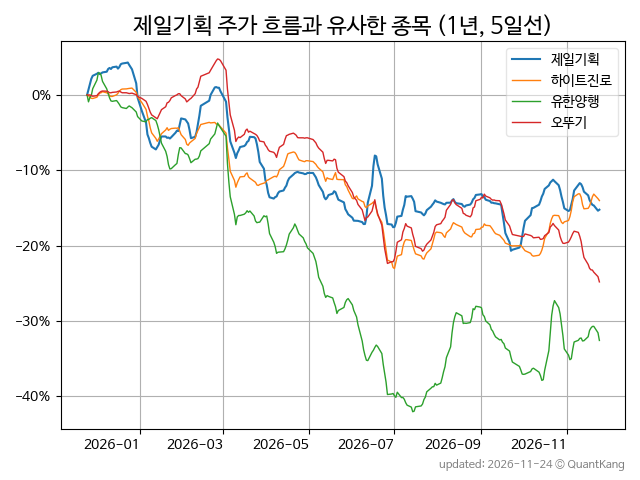 제일기획 주가 흐름과 유사한 종목 (1년, 5일선)
제일기획
하이트진로
유한양행
오뚜기
0%
-10%
-20%
-30%
-40%
2026-01 2026-03 2026-05 2026-07 2026-09 2026-11
updated: 2026-11-24 © QuantKang